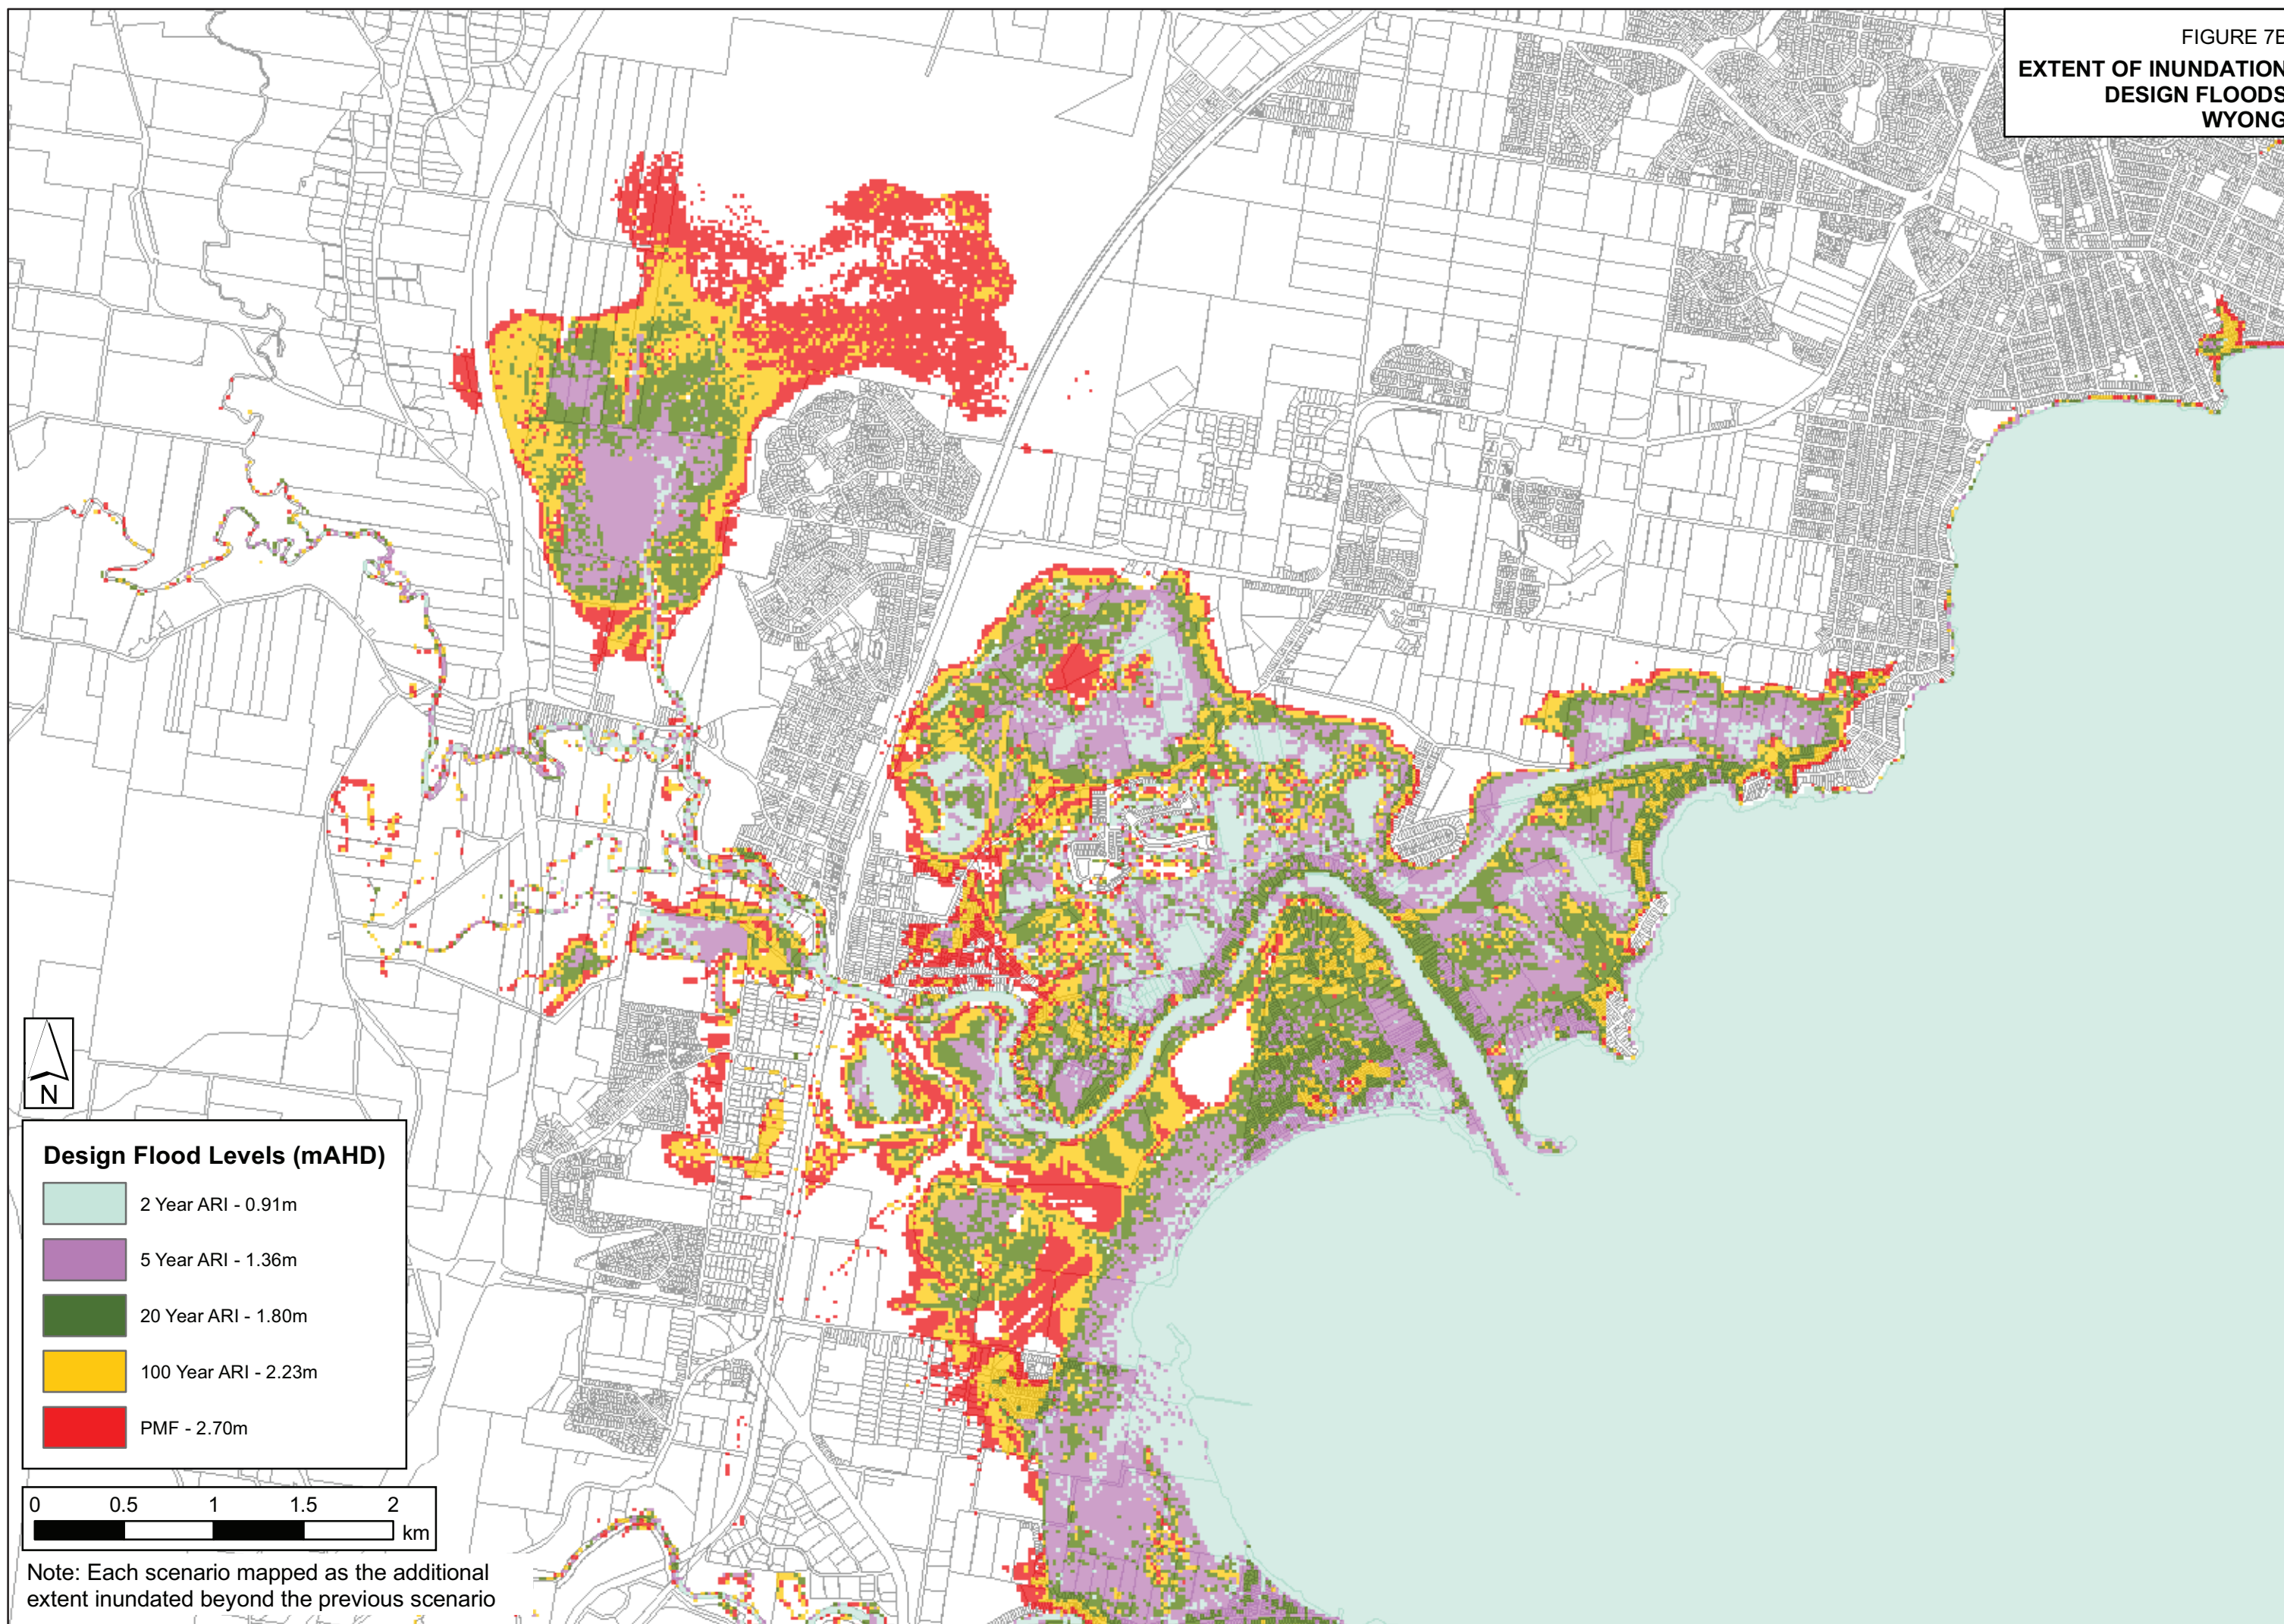 FIGURE 7B
EXTENT OF INUNDATION
DESIGN FLOODS
WYONG
N
Design Flood Levels (mAHD)
2 Year ARI - 0.91m
5 Year ARI - 1.36m
20 Year ARI - 1.80m
100 Year ARI - 2.23m
PMF - 2.70m
0 0.5 1 1.5 2
km
Note: Each scenario mapped as the additional
extent inundated beyond the previous scenario